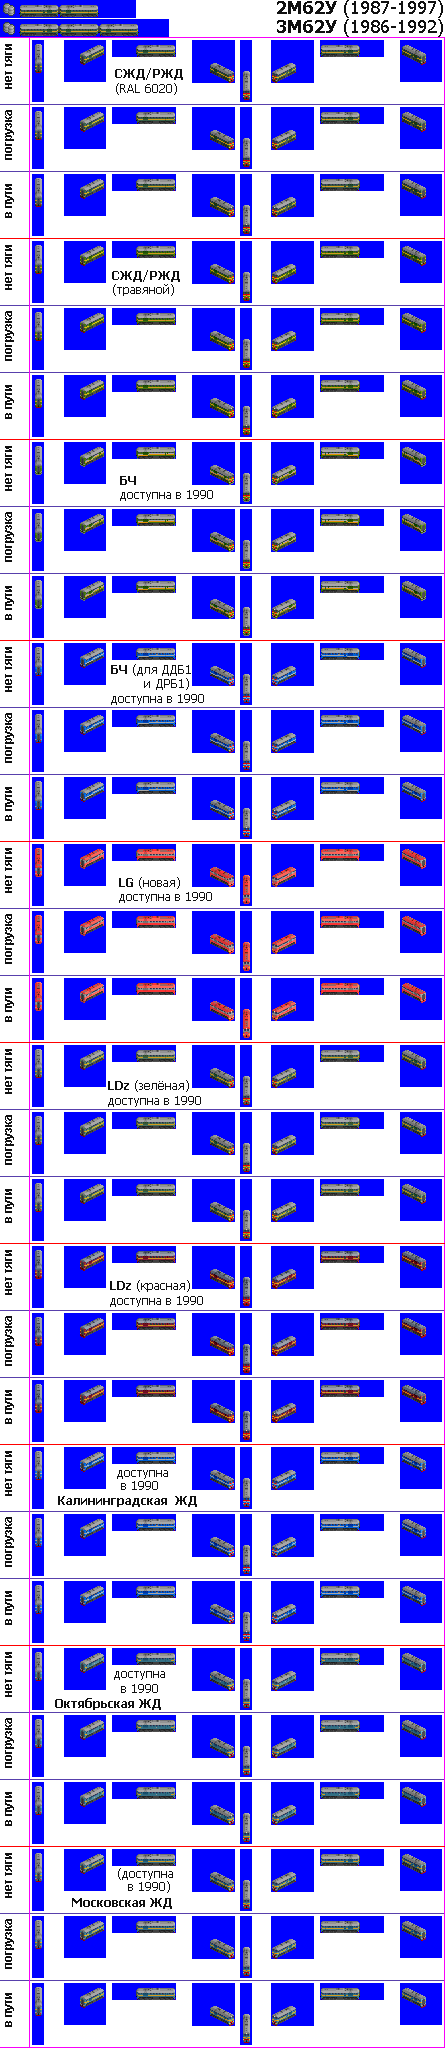 2М62У (1987-1997)
3М62У (1986-1992)
нет тяги
СЖД/РЖД
(RAL 6020)
погрузка
в пути
нет тяги
СЖД/РЖД
(травяной)
погрузка
в пути
нет тяги
БЧ
доступна в 1990
погрузка
в пути
нет тяги
БЧ (для ДДБ1
и ДРБ1)
доступна в 1990
погрузка
в пути
нет тяги
LG (новая)
доступна в 1990
погрузка
в пути
нет тяги
LDz (зелёная)
доступна в 1990
погрузка
в пути
нет тяги
LDz (красная)
доступна в 1990
погрузка
в пути
нет тяги
доступна
в 1990
Калининградская ЖД
погрузка
в пути
нет тяги
доступна
в 1990
Октябрьская ЖД
погрузка
в пути
нет тяги
(доступна
в 1990)
Московская ЖД
погрузка
в пути